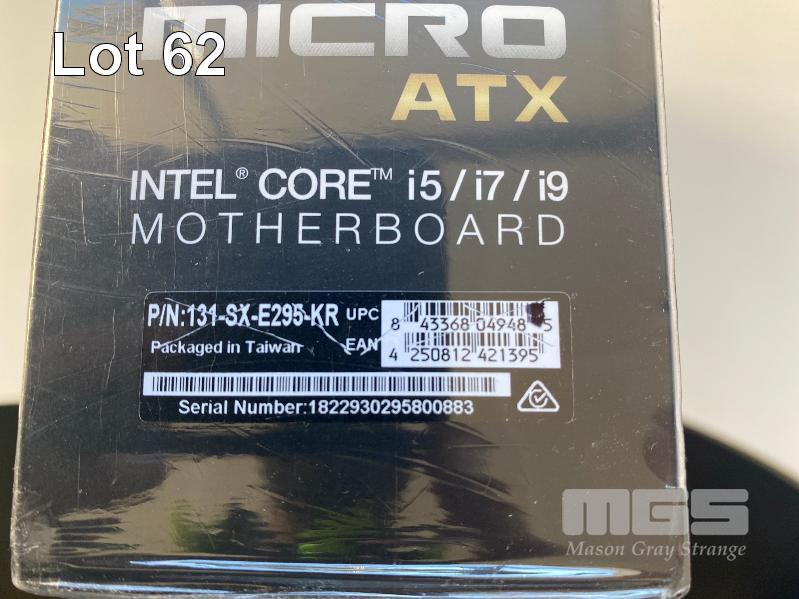 Lot 62
MICRO
ATX
INTEL® CORE™ i5 / i7 / i9
MOTHERBOARD
P/N:131-SX-E295-KR UPC 8 43368 04948 5
Packaged in Taiwan EAN 4 250812 421395
Serial Number:1822930295800883
MGS
Mason Gray Strange